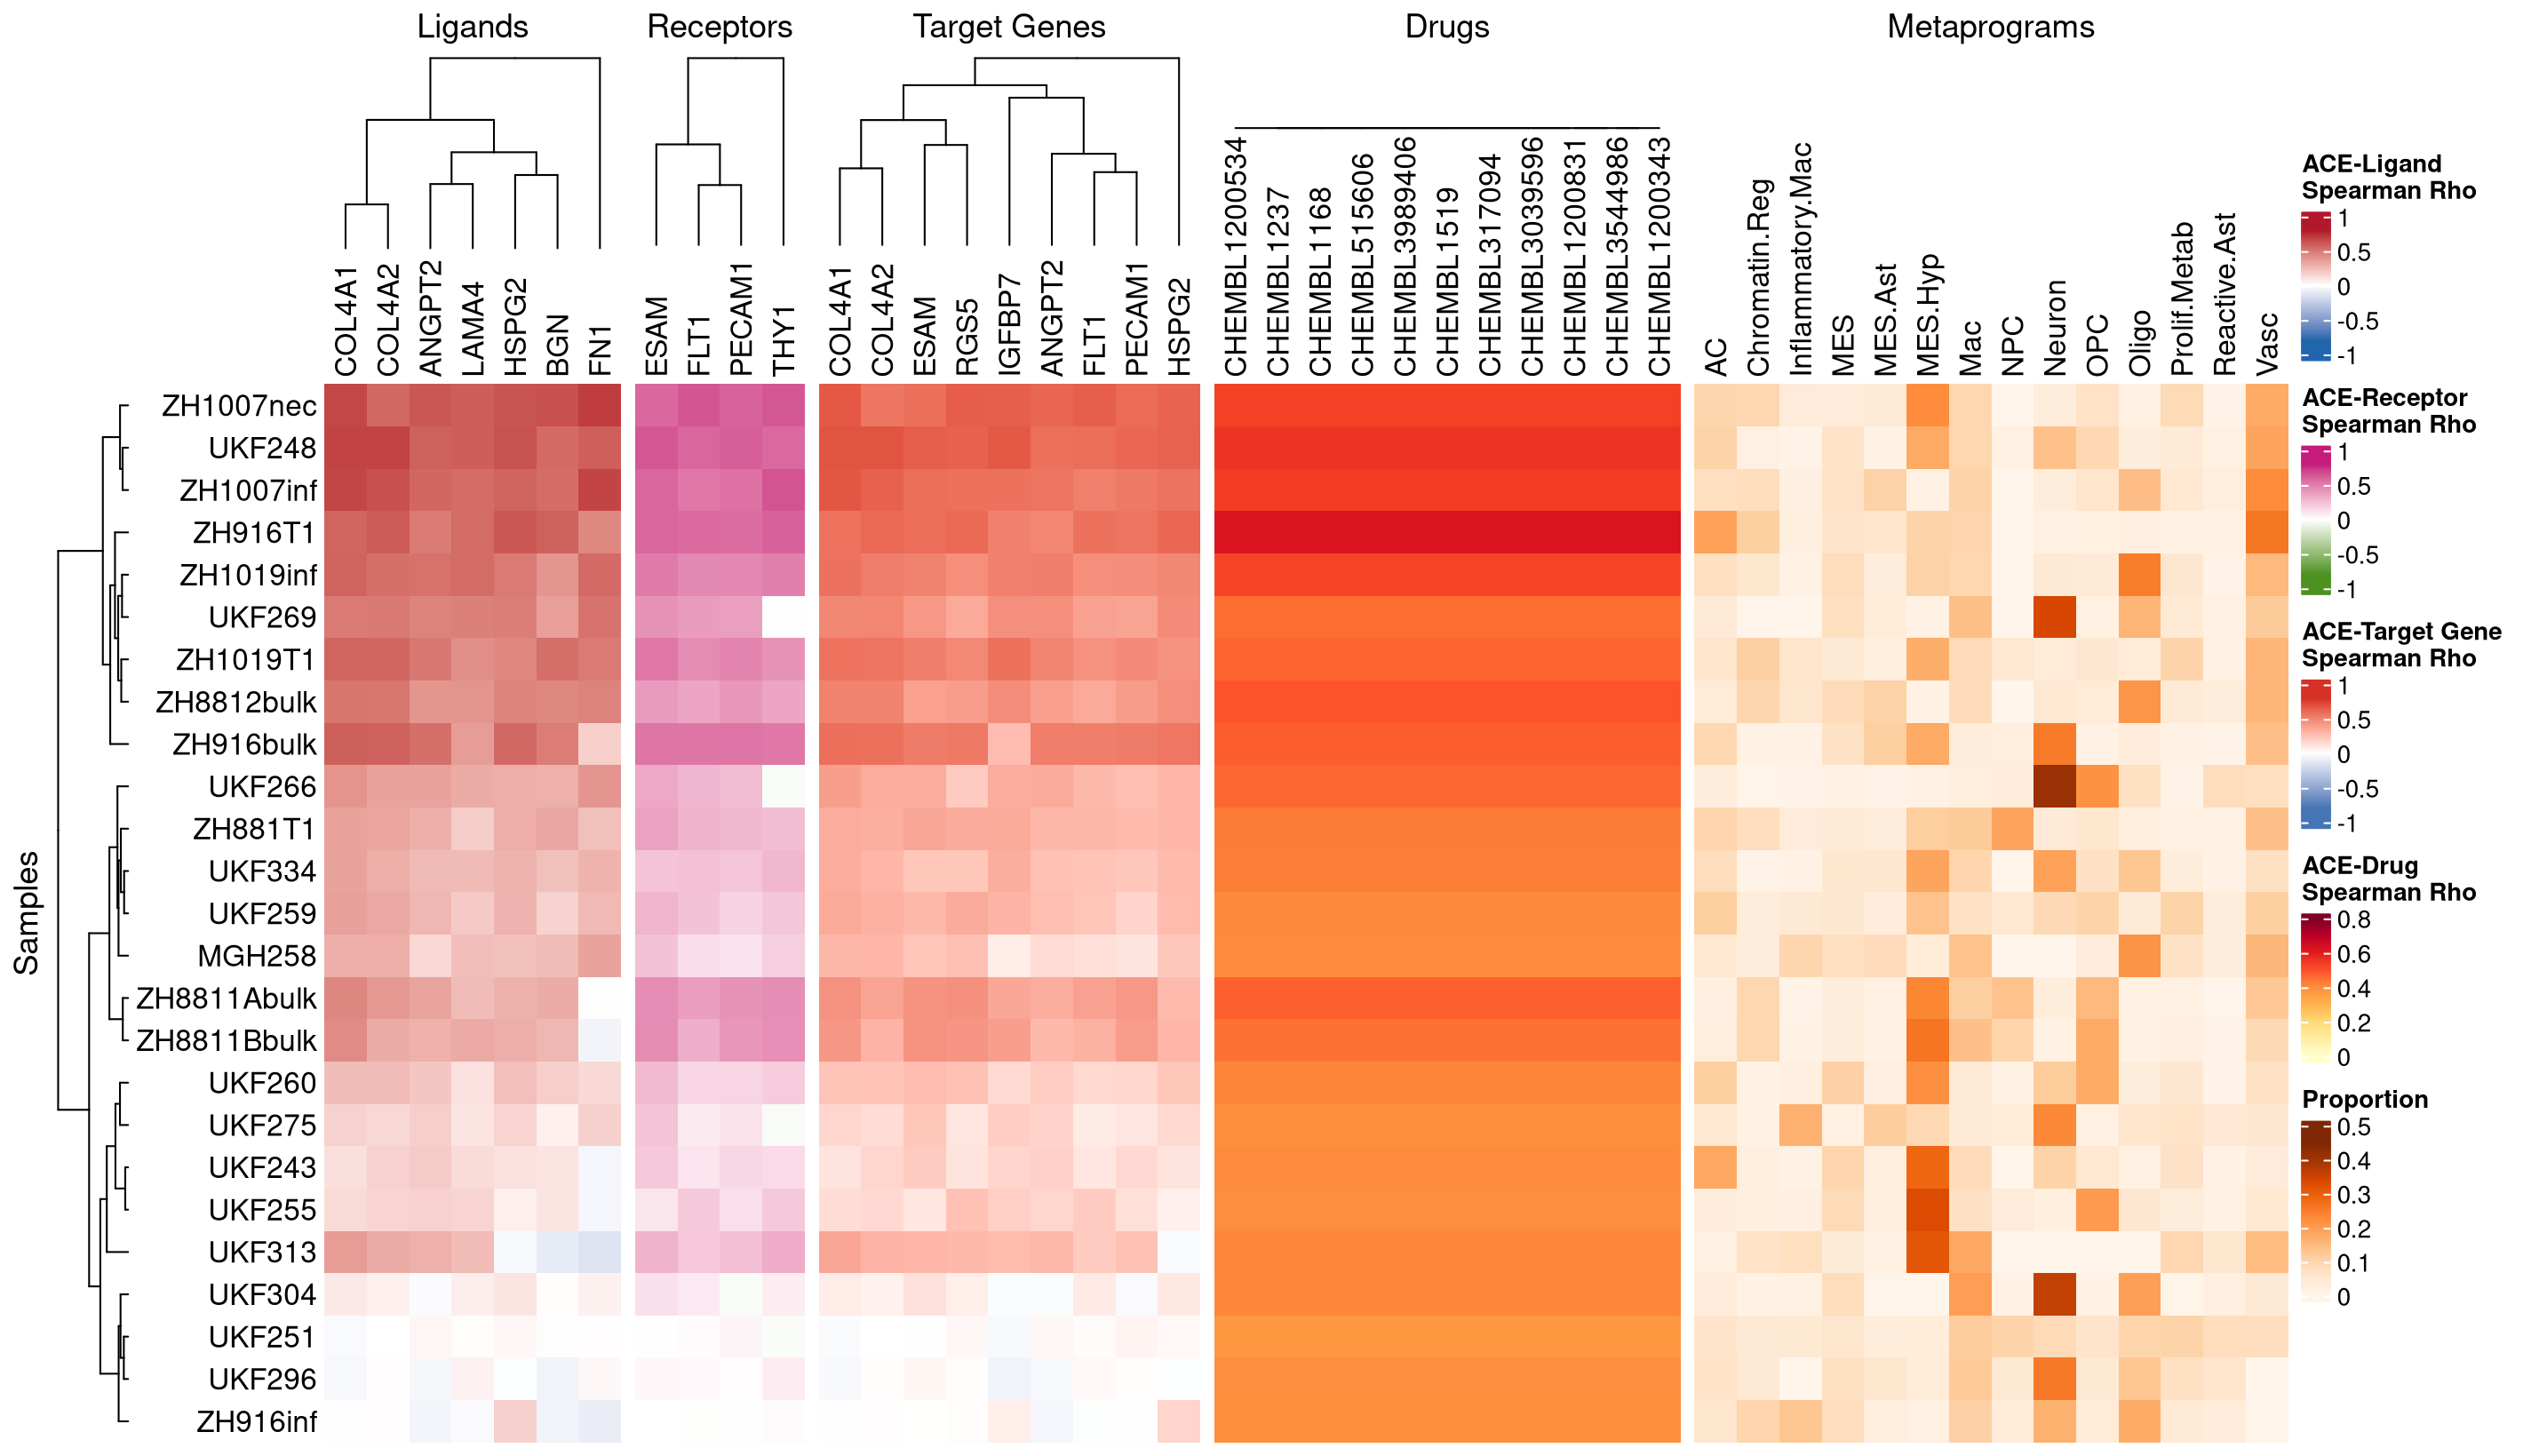 Ligands
Receptors
Target Genes
Drugs
Metaprograms
COL4A1
COL4A2
ANGPT2
LAMA4
HSPG2
BGN
FN1
ESAM
FLT1
PECAM1
THY1
COL4A1
COL4A2
ESAM
RGS5
IGFBP7
ANGPT2
FLT1
PECAM1
HSPG2
CHEMBL1200534
CHEMBL1237
CHEMBL1168
CHEMBL5156606
CHEMBL3989406
CHEMBL1519
CHEMBL317094
CHEMBL3039596
CHEMBL1200831
CHEMBL3544986
CHEMBL1200343
AC
Chromatin.Reg
Inflammatory.Mac
MES
MES.Ast
MES.Hyp
Mac
NPC
Neuron
OPC
Oligo
Prolif.Metab
Reactive.Ast
Vasc
Samples
ZH1007nec
UKF248
ZH1007inf
ZH916T1
ZH1019inf
UKF269
ZH1019T1
ZH8812bulk
ZH916bulk
UKF266
ZH881T1
UKF334
UKF259
MGH258
ZH8811Abulk
ZH8811Bbulk
UKF260
UKF275
UKF243
UKF255
UKF313
UKF304
UKF251
UKF296
ZH916inf
ACE-Ligand
Spearman Rho
1
0.5
0
-0.5
-1
ACE-Receptor
Spearman Rho
1
0.5
0
-0.5
-1
ACE-Target Gene
Spearman Rho
1
0.5
0
-0.5
-1
ACE-Drug
Spearman Rho
0.8
0.6
0.4
0.2
0
Proportion
0.5
0.4
0.3
0.2
0.1
0